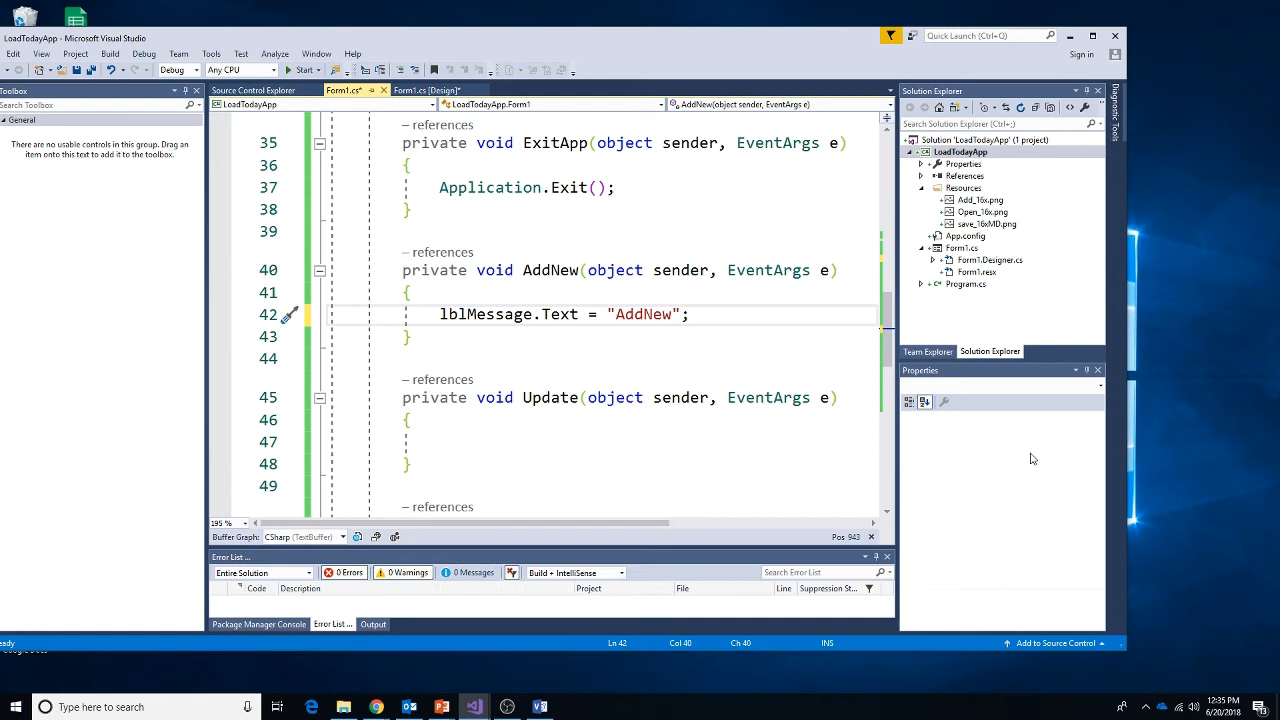 LoadTodayApp - Microsoft Visual Studio
Quick Launch (Ctrl+Q)
Edit View Project Build Debug Team Tools Test Analyze Window Help
Sign in
Debug Any CPU Start
Toolbox
Search Toolbox
General
There are no usable controls in this group. Drag an
item onto this text to add it to the toolbox.
Source Control Explorer Form1.cs* Form1.cs [Design]*
LoadTodayApp LoadTodayApp.Form1 AddNew(object sender, EventArgs e)
– references
35 private void ExitApp(object sender, EventArgs e)
36 {
37 Application.Exit();
38 }
39
– references
40 private void AddNew(object sender, EventArgs e)
41 {
42 lblMessage.Text = "AddNew";
43 }
44
– references
45 private void Update(object sender, EventArgs e)
46 {
47
48 }
49
– references
195 %
Buffer Graph: CSharp (TextBuffer) Pos 943
Error List ...
Entire Solution 0 Errors 0 Warnings 0 Messages Build + IntelliSense Search Error List
Code Description Project File Line Suppression St...
Package Manager Console Error List ... Output
Solution Explorer
Search Solution Explorer (Ctrl+;)
Solution 'LoadTodayApp' (1 project)
LoadTodayApp
Properties
References
Resources
Add_16x.png
Open_16x.png
save_16xMD.png
App.config
Form1.cs
Form1.Designer.cs
Form1.resx
Program.cs
Team Explorer Solution Explorer
Properties
Diagnostic Tools
eady Ln 42 Col 40 Ch 40 INS Add to Source Control
Google Docs
Type here to search
12:35 PM
6/20/2018
13